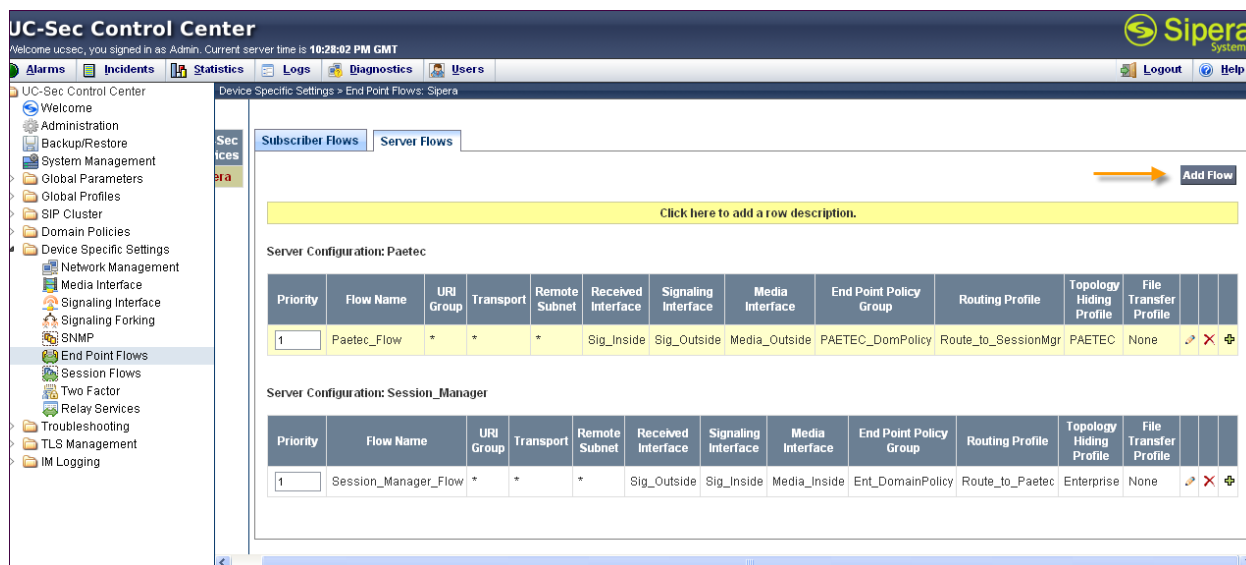 UC-Sec Control Center
Welcome ucsec, you signed in as Admin. Current server time is 10:28:02 PM GMT
Sipera
System
Alarms Incidents Statistics Logs Diagnostics Users Logout Help
UC-Sec Control Center
Welcome
Administration
Backup/Restore
System Management
Global Parameters
Global Profiles
SIP Cluster
Domain Policies
Device Specific Settings
Network Management
Media Interface
Signaling Interface
Signaling Forking
SNMP
End Point Flows
Session Flows
Two Factor
Relay Services
Troubleshooting
TLS Management
IM Logging
Device Specific Settings > End Point Flows: Sipera
Sec
ices
era
Subscriber Flows Server Flows
Add Flow
Click here to add a row description.
Server Configuration: Paetec
Priority Flow Name URI Group Transport Remote Subnet Received Interface Signaling Interface Media Interface End Point Policy Group Routing Profile Topology Hiding Profile File Transfer Profile
1 Paetec_Flow * * * Sig_Inside Sig_Outside Media_Outside PAETEC_DomPolicy Route_to_SessionMgr PAETEC None
Server Configuration: Session_Manager
Priority Flow Name URI Group Transport Remote Subnet Received Interface Signaling Interface Media Interface End Point Policy Group Routing Profile Topology Hiding Profile File Transfer Profile
1 Session_Manager_Flow * * * Sig_Outside Sig_Inside Media_Inside Ent_DomainPolicy Route_to_Paetec Enterprise None